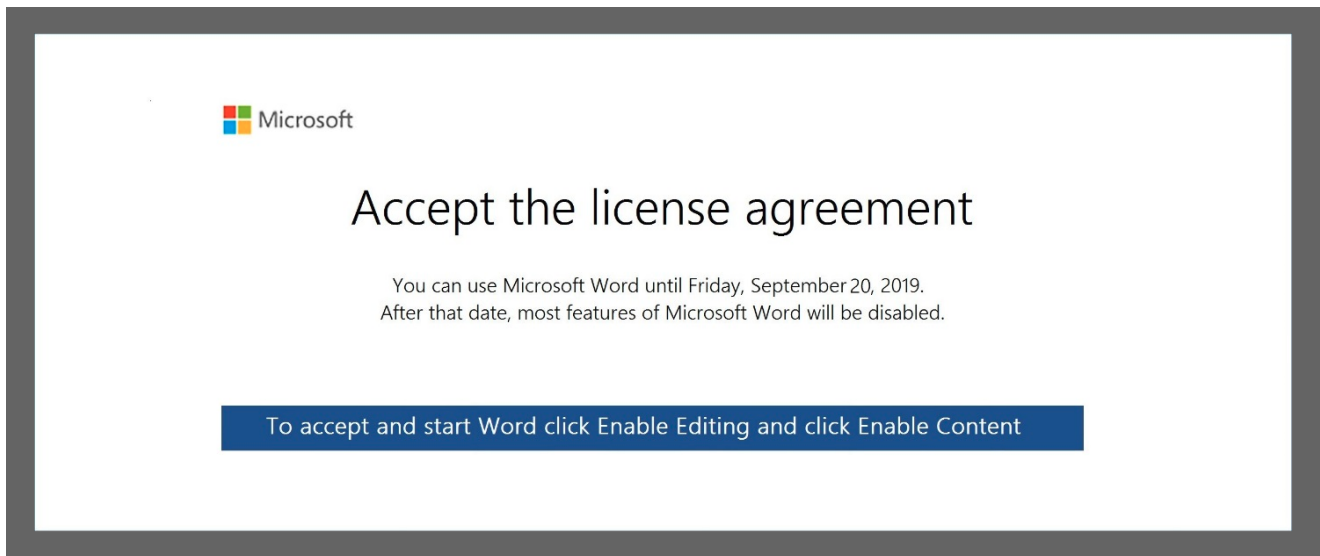 Microsoft
Accept the license agreement
You can use Microsoft Word until Friday, September 20, 2019.
After that date, most features of Microsoft Word will be disabled.
To accept and start Word click Enable Editing and click Enable Content